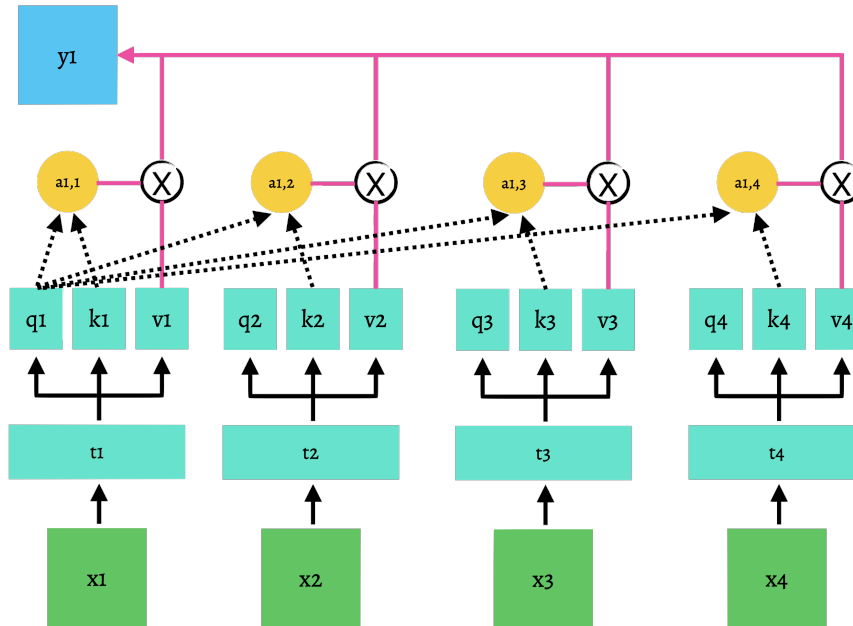 y1
a1,1 X a1,2 X a1,3 X a1,4 X
q1 k1 v1 q2 k2 v2 q3 k3 v3 q4 k4 v4
t1 t2 t3 t4
x1 x2 x3 x4